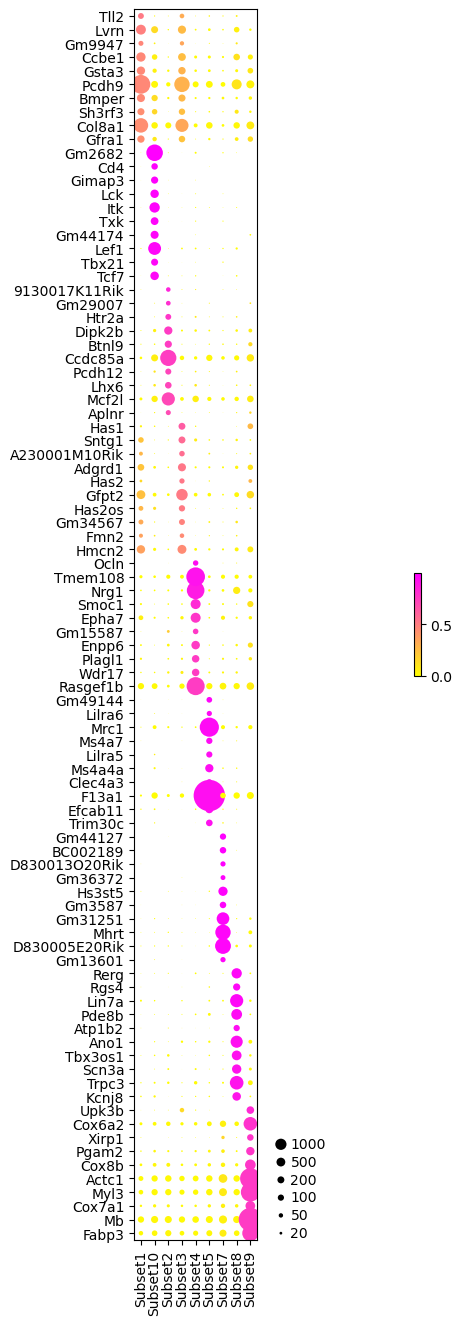 Tll2
Lvrn
Gm9947
Ccbe1
Gsta3
Pcdh9
Bmper
Sh3rf3
Col8a1
Gfra1
Gm2682
Cd4
Gimap3
Lck
Itk
Txk
Gm44174
Lef1
Tbx21
Tcf7
9130017K11Rik
Gm29007
Htr2a
Dipk2b
Btnl9
Ccdc85a
Pcdh12
Lhx6
Mcf2l
Aplnr
Has1
Sntg1
A230001M10Rik
Adgrd1
Has2
Gfpt2
Has2os
Gm34567
Fmn2
Hmcn2
Ocln
Tmem108
Nrg1
Smoc1
Epha7
Gm15587
Enpp6
Plagl1
Wdr17
Rasgef1b
Gm49144
Lilra6
Mrc1
Ms4a7
Lilra5
Ms4a4a
Clec4a3
F13a1
Efcab11
Trim30c
Gm44127
BC002189
D830013O20Rik
Gm36372
Hs3st5
Gm3587
Gm31251
Mhrt
D830005E20Rik
Gm13601
Rerg
Rgs4
Lin7a
Pde8b
Atp1b2
Ano1
Tbx3os1
Scn3a
Trpc3
Kcnj8
Upk3b
Cox6a2
Xirp1
Pgam2
Cox8b
Actc1
Myl3
Cox7a1
Mb
Fabp3
Subset1
Subset10
Subset2
Subset3
Subset4
Subset5
Subset7
Subset8
Subset9
0.5
0.0
1000
500
200
100
50
20